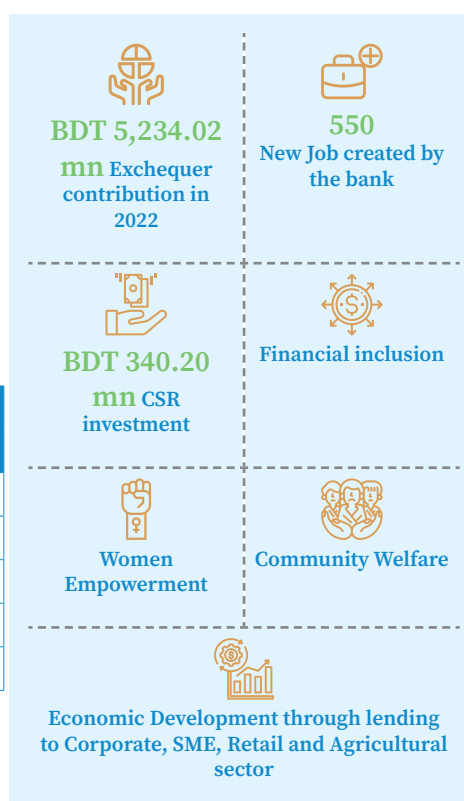 BDT 5,234.02
mn Exchequer
contribution in
2022
550
New Job created by
the bank
BDT 340.20
mn CSR
investment
Financial inclusion
Women
Empowerment
Community Welfare
Economic Development through lending
to Corporate, SME, Retail and Agricultural
sector